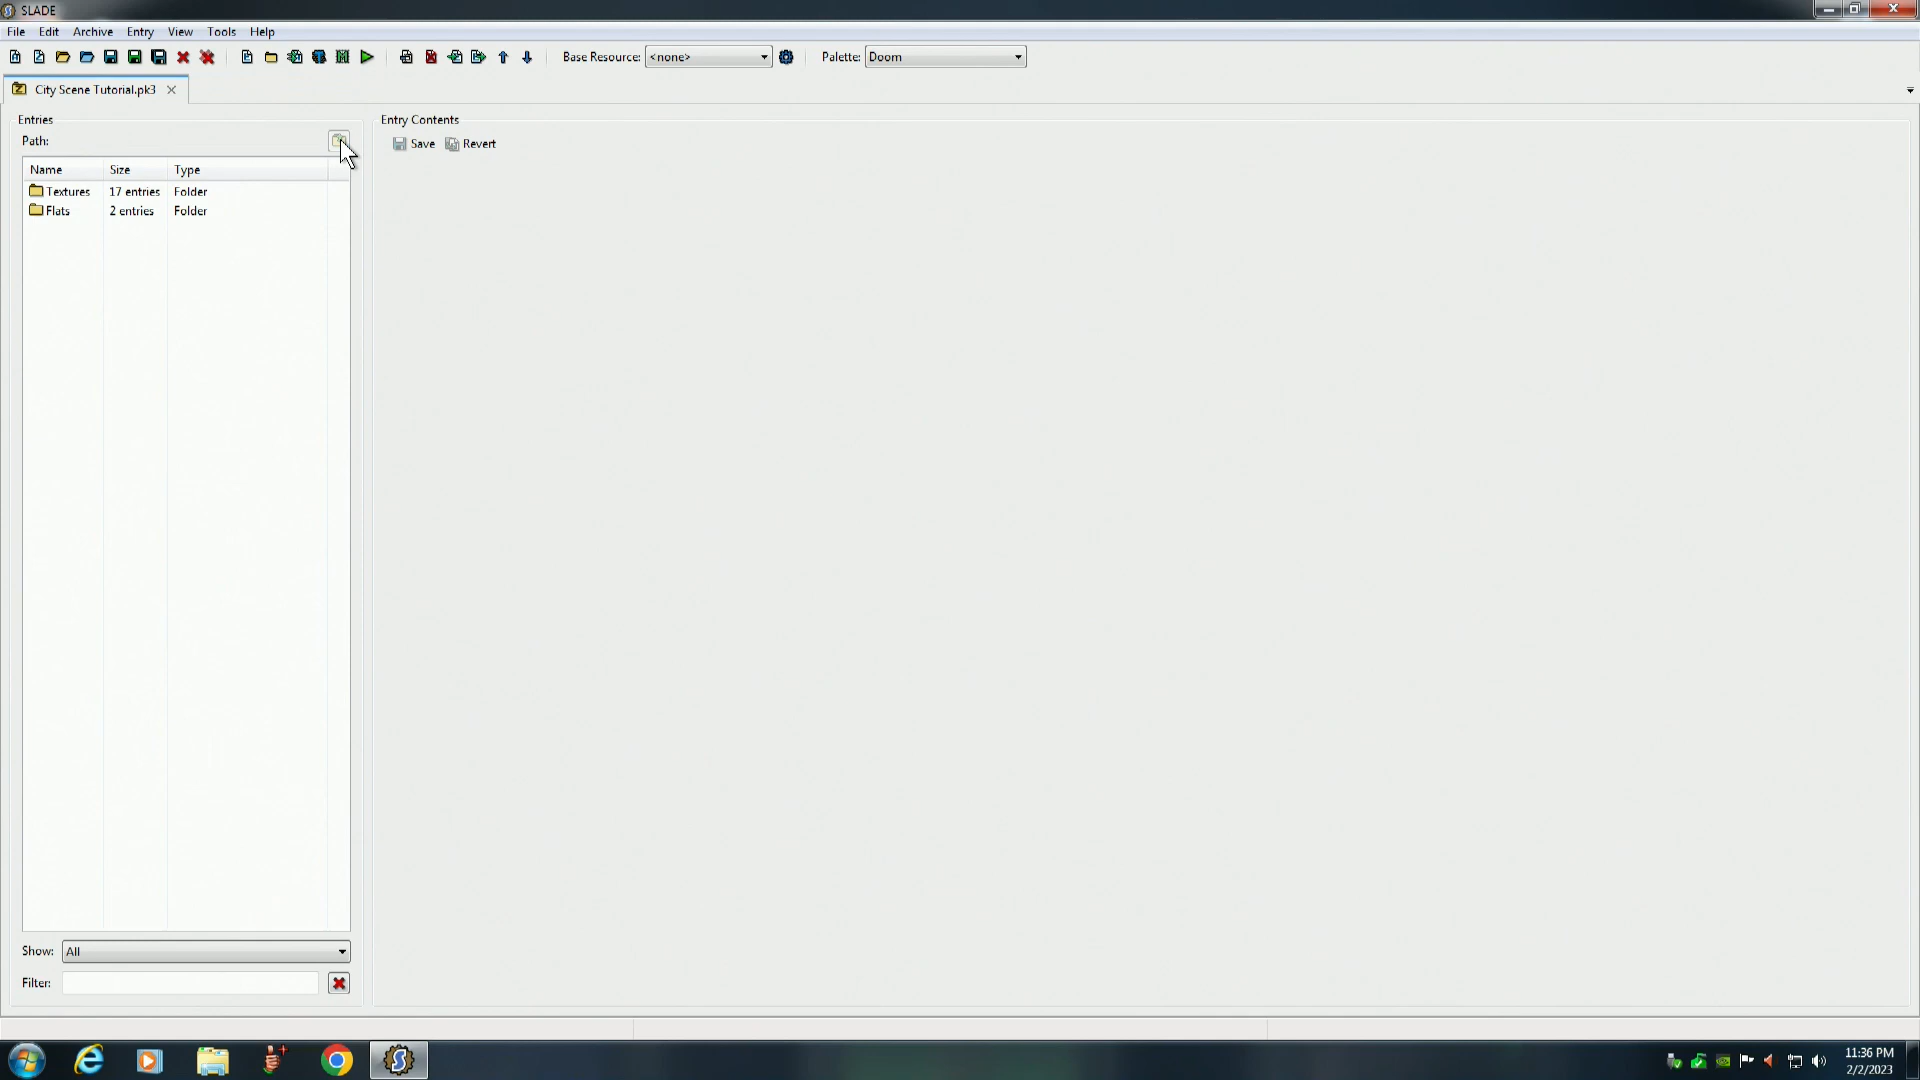 SLADE
File Edit Archive Entry View Tools Help
Base Resource: <none> Palette: Doom
City Scene Tutorial.pk3
Entries
Entry Contents
Path:
Save Revert
Name Size Type
Textures 17 entries Folder
Flats 2 entries Folder
Show: All
Filter:
11:36 PM
2/2/2023